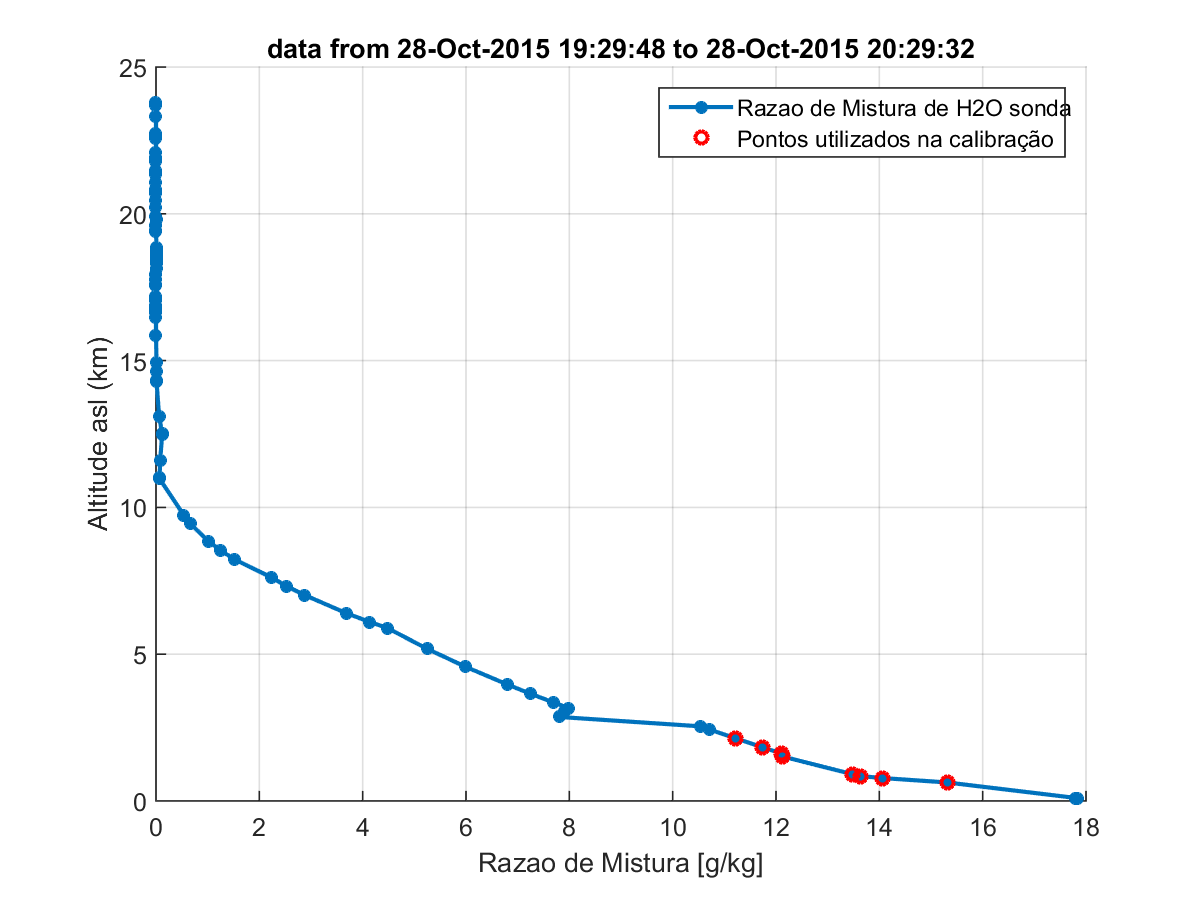 data from 28-Oct-2015 19:29:48 to 28-Oct-2015 20:29:32
Razao de Mistura de H2O sonda
Pontos utilizados na calibração
25
20
15
10
5
0
Altitude asl (km)
0 2 4 6 8 10 12 14 16 18
Razao de Mistura [g/kg]